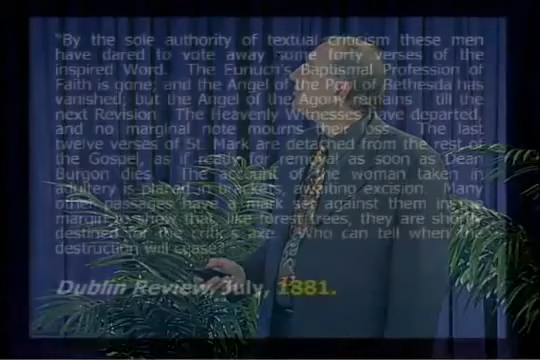 "By the sole authority of textual criticism these men
have dared to vote away some forty verses of the
inspired Word. The Eunuch's Baptismal Profession of
Faith is gone; and the Angel of the Pool of Bethesda has
vanished; but the Angel of the Agony remains till the
next Revision. The Heavenly Witnesses have departed,
and no marginal note mourns their loss. The last
twelve verses of St. Mark are detached from the rest of
the Gospel, as if ready for removal as soon as Dean
Burgon dies. The of the woman taken in
adultery awaiting excision. Many
other passages have a mark set against them in the
margin to show that, like forest trees, they are shortly
destined for the critic's axe. Who can tell when the
destruction will cease?"
Dublin Review, July, 1881.